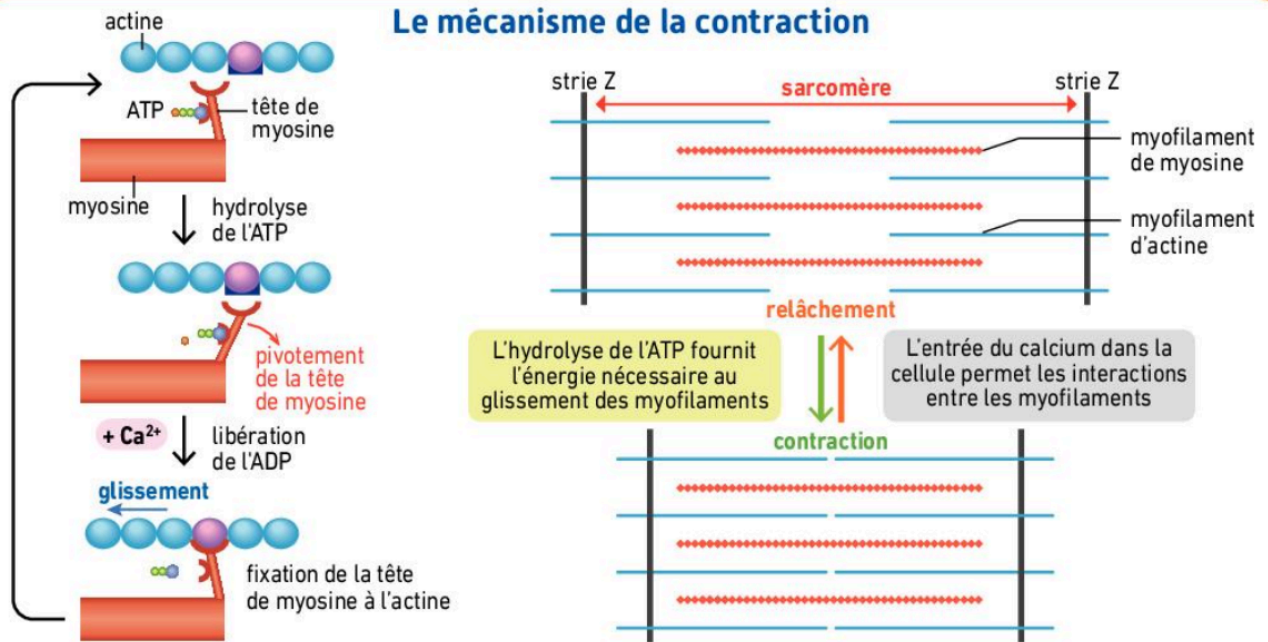 Le mécanisme de la contraction
actine
ATP
tête de
myosine
myosine
hydrolyse
de l'ATP
pivotement
de la tête
de myosine
+ Ca²⁺
libération
de l'ADP
glissement
fixation de la tête
de myosine à l'actine
strie Z
strie Z
sarcomère
myofilament
de myosine
myofilament
d'actine
relâchement
L'hydrolyse de l'ATP fournit
l'énergie nécessaire au
glissement des myofilaments
L'entrée du calcium dans la
cellule permet les interactions
entre les myofilaments
contraction